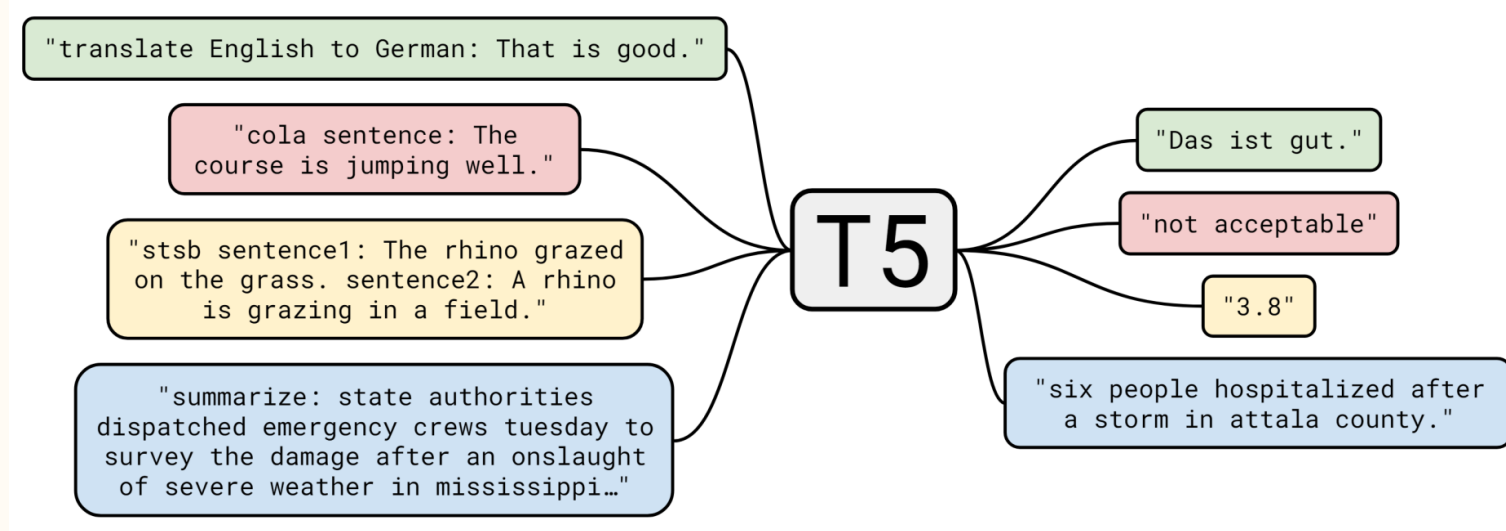 "translate English to German: That is good."
"cola sentence: The
course is jumping well."
"stsb sentence1: The rhino grazed
on the grass. sentence2: A rhino
is grazing in a field."
"summarize: state authorities
dispatched emergency crews tuesday to
survey the damage after an onslaught
of severe weather in mississippi…"
T5
"Das ist gut."
"not acceptable"
"3.8"
"six people hospitalized after
a storm in attala county."